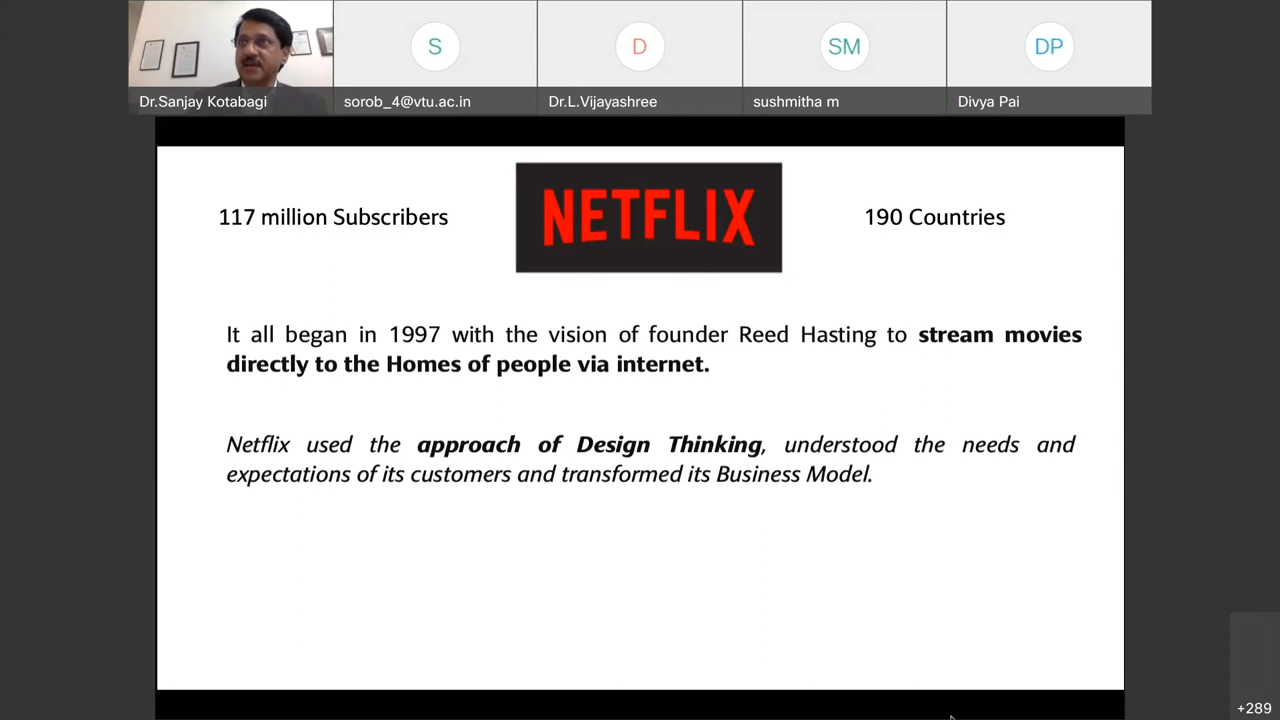 S
D
SM
DP
Dr.Sanjay Kotabagi
sorob_4@vtu.ac.in
Dr.L.Vijayashree
sushmitha m
Divya Pai
117 million Subscribers
NETFLIX
190 Countries
It all began in 1997 with the vision of founder Reed Hasting to stream movies
directly to the Homes of people via internet.
Netflix used the approach of Design Thinking, understood the needs and
expectations of its customers and transformed its Business Model.
+289